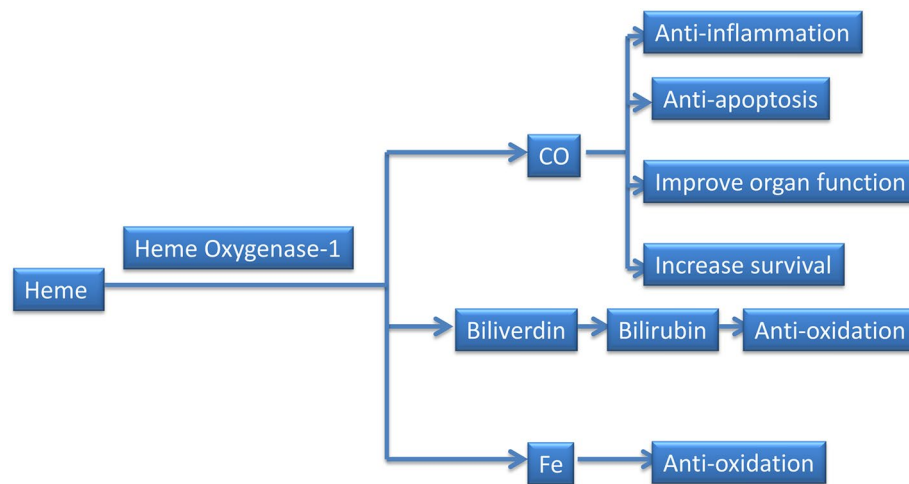 Anti-inflammation
Anti-apoptosis
CO
Improve organ function
Heme Oxygenase-1
Increase survival
Heme
Biliverdin
Bilirubin
Anti-oxidation
Fe
Anti-oxidation